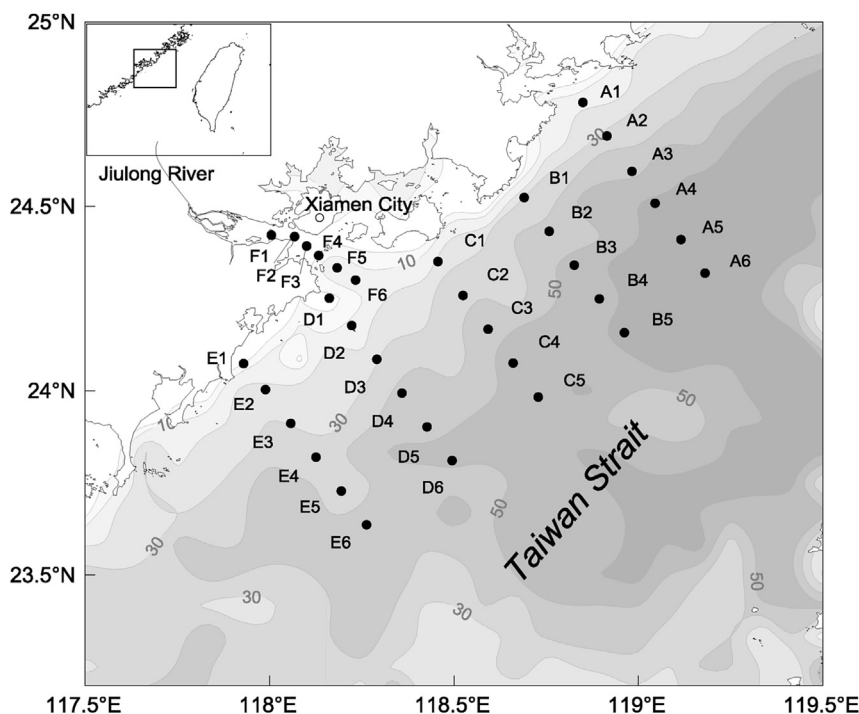 25°N
A1
30
A2
Jiulong River
A3
24.5°N
Xiamen City
B1
A4
B2
A5
F1
F4
C1
F2
F3
F5
10
B3
A6
C2
50
B4
F6
D1
C3
B5
D2
C4
E1
24°N
D3
C5
50
E2
10
30
D4
E3
D5
E4
D6
Taiwan Strait
E5
50
E6
30
23.5°N
50
30
30
117.5°E
118°E
118.5°E
119°E
119.5°E